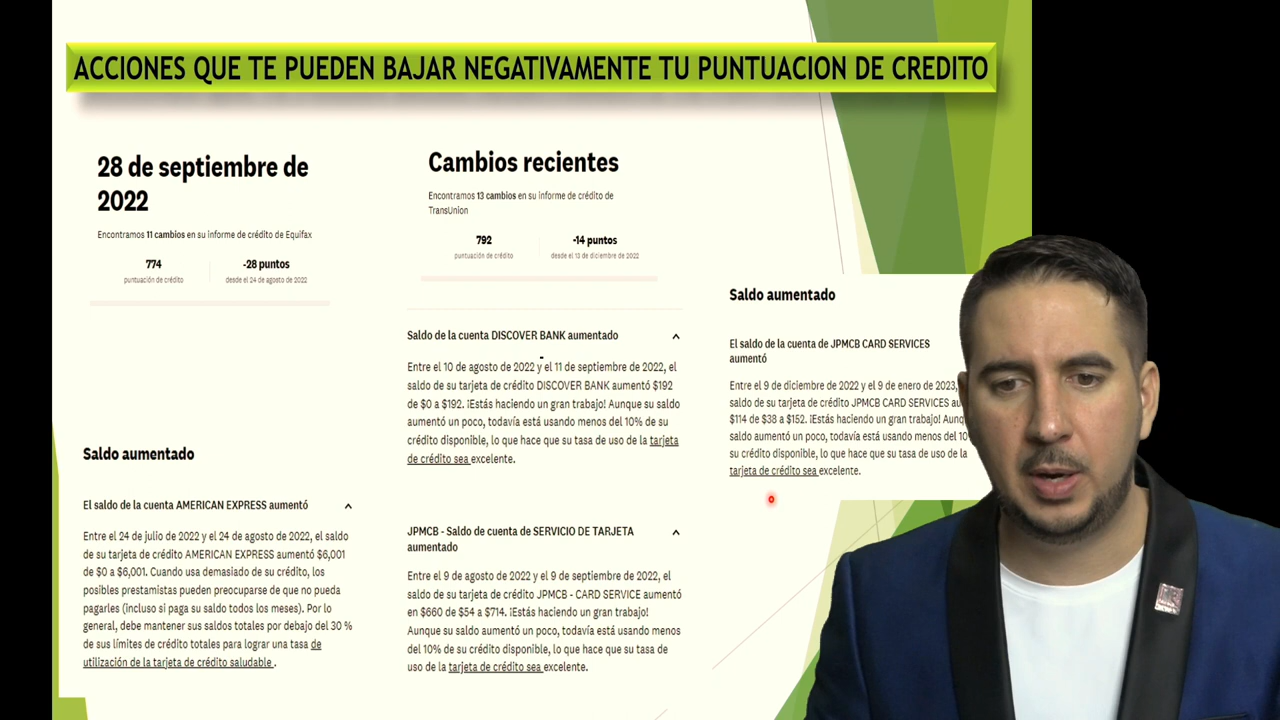 ACCIONES QUE TE PUEDEN BAJAR NEGATIVAMENTE TU PUNTUACION DE CREDITO
28 de septiembre de
2022
Encontramos 11 cambios en su informe de crédito de Equifax
774
puntuación de crédito
-28 puntos
desde el 24 de agosto de 2022
Saldo aumentado
El saldo de la cuenta AMERICAN EXPRESS aumentó
Entre el 24 de julio de 2022 y el 24 de agosto de 2022, el saldo
de su tarjeta de crédito AMERICAN EXPRESS aumentó $6,001
de $0 a $6,001. Cuando usa demasiado de su crédito, los
posibles prestamistas pueden preocuparse de que no pueda
pagarles (incluso si paga su saldo todos los meses). Por lo
general, debe mantener sus saldos totales por debajo del 30 %
de sus límites de crédito totales para lograr una tasa de
utilización de la tarjeta de crédito saludable .
Cambios recientes
Encontramos 13 cambios en su informe de crédito de
TransUnion
792
puntuación de crédito
-14 puntos
desde el 13 de diciembre de 2022
Saldo de la cuenta DISCOVER BANK aumentado
Entre el 10 de agosto de 2022 y el 11 de septiembre de 2022, el
saldo de su tarjeta de crédito DISCOVER BANK aumentó $192
de $0 a $192. ¡Estás haciendo un gran trabajo! Aunque su saldo
aumentó un poco, todavía está usando menos del 10% de su
crédito disponible, lo que hace que su tasa de uso de la tarjeta
de crédito sea excelente.
JPMCB - Saldo de cuenta de SERVICIO DE TARJETA
aumentado
Entre el 9 de agosto de 2022 y el 9 de septiembre de 2022, el
saldo de su tarjeta de crédito JPMCB - CARD SERVICE aumentó
en $660 de $54 a $714. ¡Estás haciendo un gran trabajo!
Aunque su saldo aumentó un poco, todavía está usando menos
del 10% de su crédito disponible, lo que hace que su tasa de
uso de la tarjeta de crédito sea excelente.
Saldo aumentado
El saldo de la cuenta de JPMCB CARD SERVICES
aumentó
Entre el 9 de diciembre de 2022 y el 9 de enero de 2023,
saldo de su tarjeta de crédito JPMCB CARD SERVICES au
$114 de $38 a $152. ¡Estás haciendo un gran trabajo! Aunq
saldo aumentó un poco, todavía está usando menos del 10
su crédito disponible, lo que hace que su tasa de uso de la
tarjeta de crédito sea excelente.